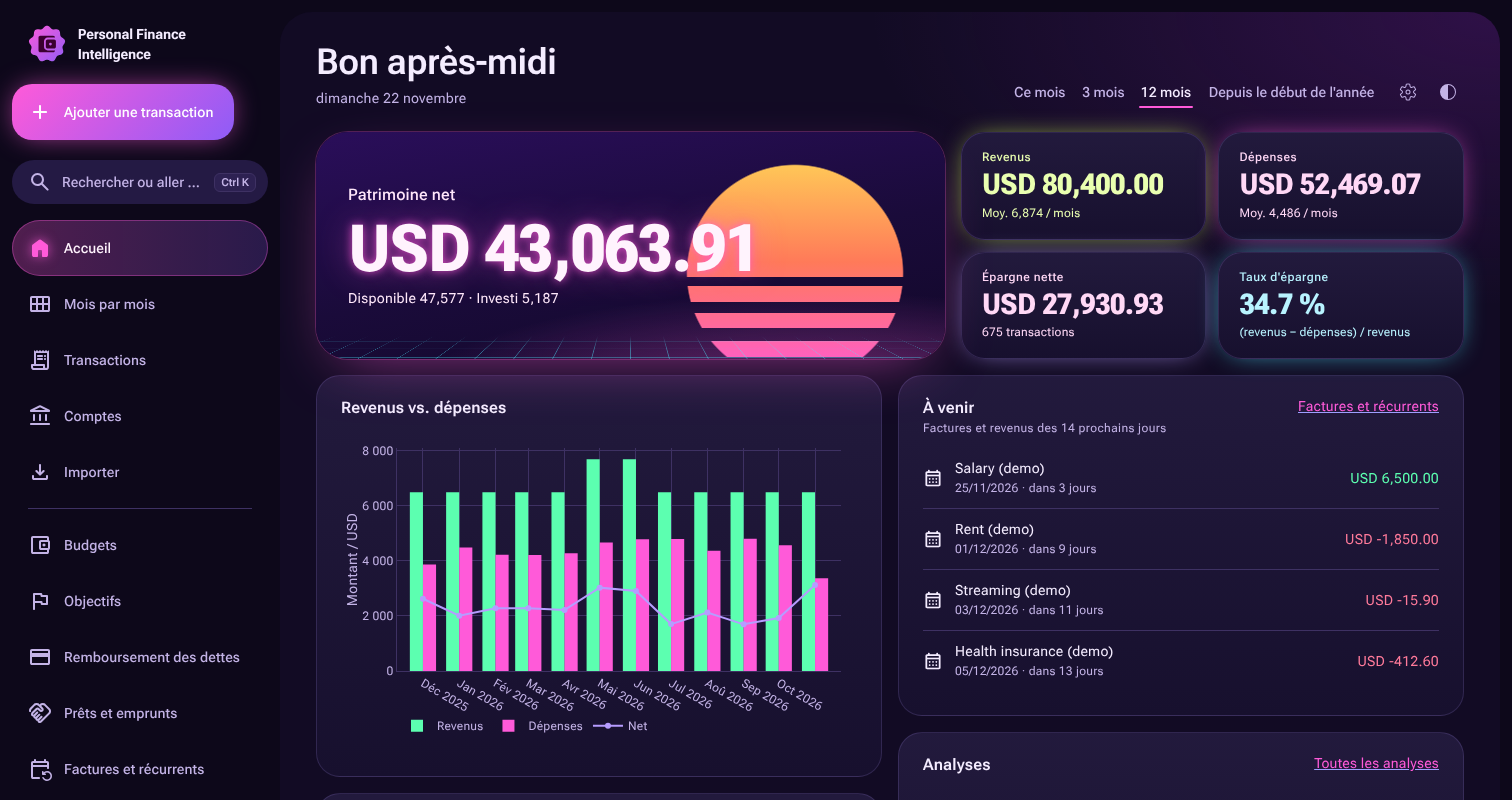 Personal Finance
Intelligence
Ajouter une transaction
Rechercher ou aller ...
Ctrl K
Accueil
Mois par mois
Transactions
Comptes
Importer
Budgets
Objectifs
Remboursement des dettes
Prêts et emprunts
Factures et récurrents
Bon après-midi
dimanche 22 novembre
Ce mois
3 mois
12 mois
Depuis le début de l'année
Patrimoine net
USD 43,063.91
Disponible 47,577 · Investi 5,187
Revenus
USD 80,400.00
Moy. 6,874 / mois
Dépenses
USD 52,469.07
Moy. 4,486 / mois
Épargne nette
USD 27,930.93
675 transactions
Taux d'épargne
34.7 %
(revenus − dépenses) / revenus
Revenus vs. dépenses
Montant / USD
8 000
6 000
4 000
2 000
0
Déc 2025
Jan 2026
Fév 2026
Mar 2026
Avr 2026
Mai 2026
Jun 2026
Jul 2026
Aoû 2026
Sep 2026
Oct 2026
Revenus
Dépenses
Net
À venir
Factures et récurrents
Factures et revenus des 14 prochains jours
Salary (demo)
USD 6,500.00
25/11/2026 · dans 3 jours
Rent (demo)
USD -1,850.00
01/12/2026 · dans 9 jours
Streaming (demo)
USD -15.90
03/12/2026 · dans 11 jours
Health insurance (demo)
USD -412.60
05/12/2026 · dans 13 jours
Analyses
Toutes les analyses